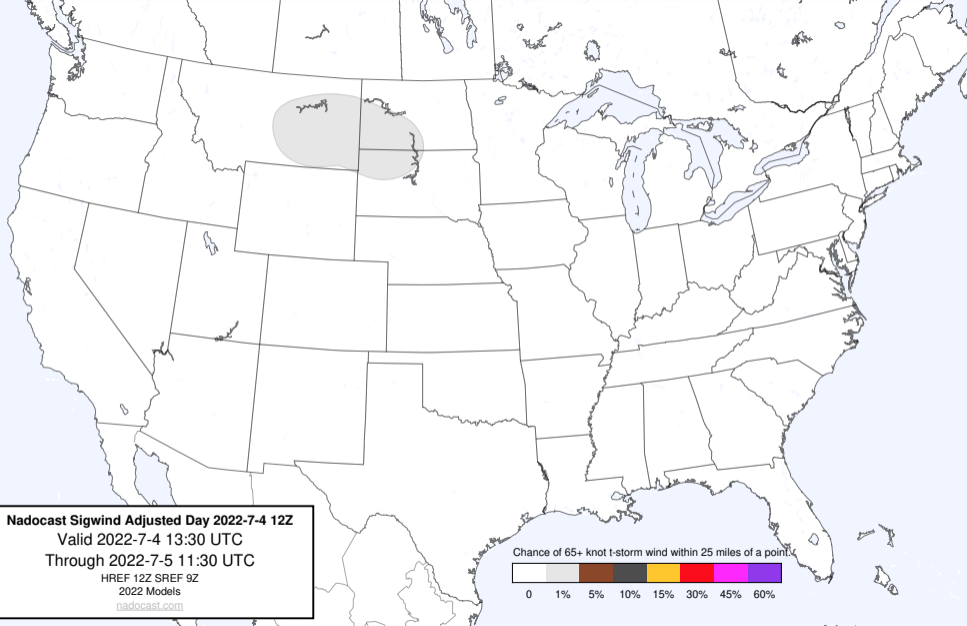 Nadocast Sigwind Adjusted Day 2022-7-4 12Z
Valid 2022-7-4 13:30 UTC
Through 2022-7-5 11:30 UTC
HREF 12Z SREF 9Z
2022 Models
nadocast.com
Chance of 65+ knot t-storm wind within 25 miles of a point.
0 1% 5% 10% 15% 30% 45% 60%